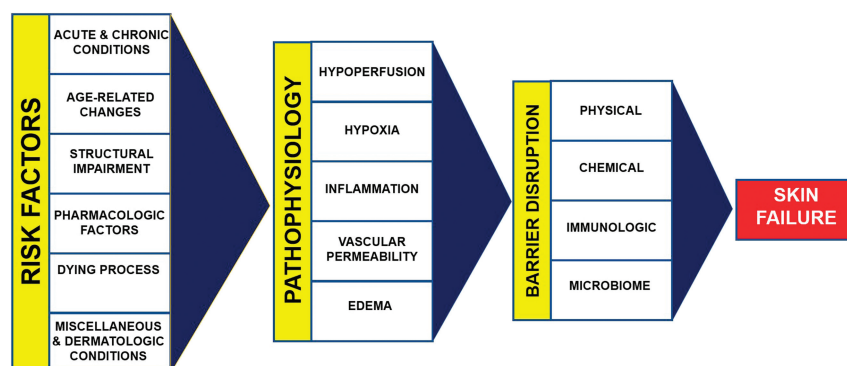 RISK FACTORS
ACUTE & CHRONIC
CONDITIONS
AGE-RELATED
CHANGES
STRUCTURAL
IMPAIRMENT
PHARMACOLOGIC
FACTORS
DYING PROCESS
MISCELLANEOUS
& DERMATOLOGIC
CONDITIONS
PATHOPHYSIOLOGY
HYPOPERFUSION
HYPOXIA
INFLAMMATION
VASCULAR
PERMEABILITY
EDEMA
BARRIER DISRUPTION
PHYSICAL
CHEMICAL
IMMUNOLOGIC
MICROBIOME
SKIN
FAILURE